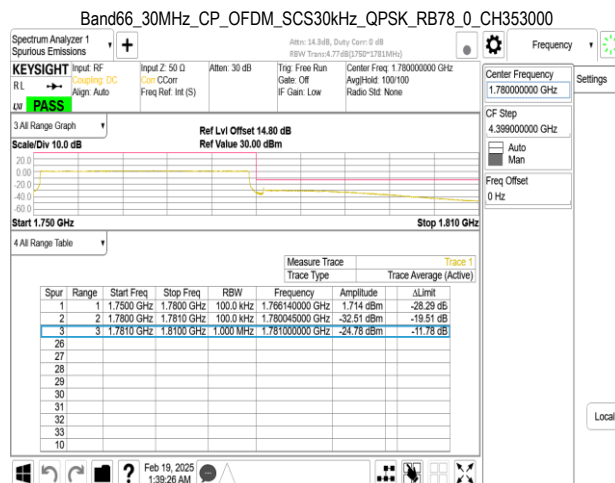 Band66_30MHz_CP_OFDM_SCS30kHz_QPSK_RB78_0_CH353000
Spectrum Analyzer 1
Spurious Emissions
Attn: 14.8dB, Duty Corr: 0 dB
RBW Trans:4.77dB(1750~1781MHz)
Frequency
KEYSIGHT
Input: RF
Coupling: DC
Align: Auto
Input Z: 50 Ω
Corr CCorr
Freq Ref: Int (S)
Atten: 30 dB
Trig: Free Run
Gate: Off
IF Gain: Low
Center Freq: 1.780000000 GHz
Avg|Hold: 100/100
Radio Std: None
R L
LXI
PASS
Center Frequency
1.780000000 GHz
Settings
CF Step
4.399000000 GHz
Auto
Man
Freq Offset
0 Hz
3 All Range Graph
Scale/Div 10.0 dB
Ref Lvl Offset 14.80 dB
Ref Value 30.00 dBm
20.0
0.00
-20.0
-40.0
-60.0
Start 1.750 GHz
Stop 1.810 GHz
4 All Range Table
Measure Trace Trace 1
Trace Type Trace Average (Active)
Spur Range Start Freq Stop Freq RBW Frequency Amplitude ΔLimit
1 1 1.7500 GHz 1.7800 GHz 100.0 kHz 1.766140000 GHz 1.714 dBm -28.29 dB
2 2 1.7800 GHz 1.7810 GHz 100.0 kHz 1.780045000 GHz -32.51 dBm -19.51 dB
3 3 1.7810 GHz 1.8100 GHz 1.000 MHz 1.781000000 GHz -24.78 dBm -11.78 dB
26
27
28
29
30
31
32
33
10
Local
?
Feb 19, 2025
1:39:26 AM